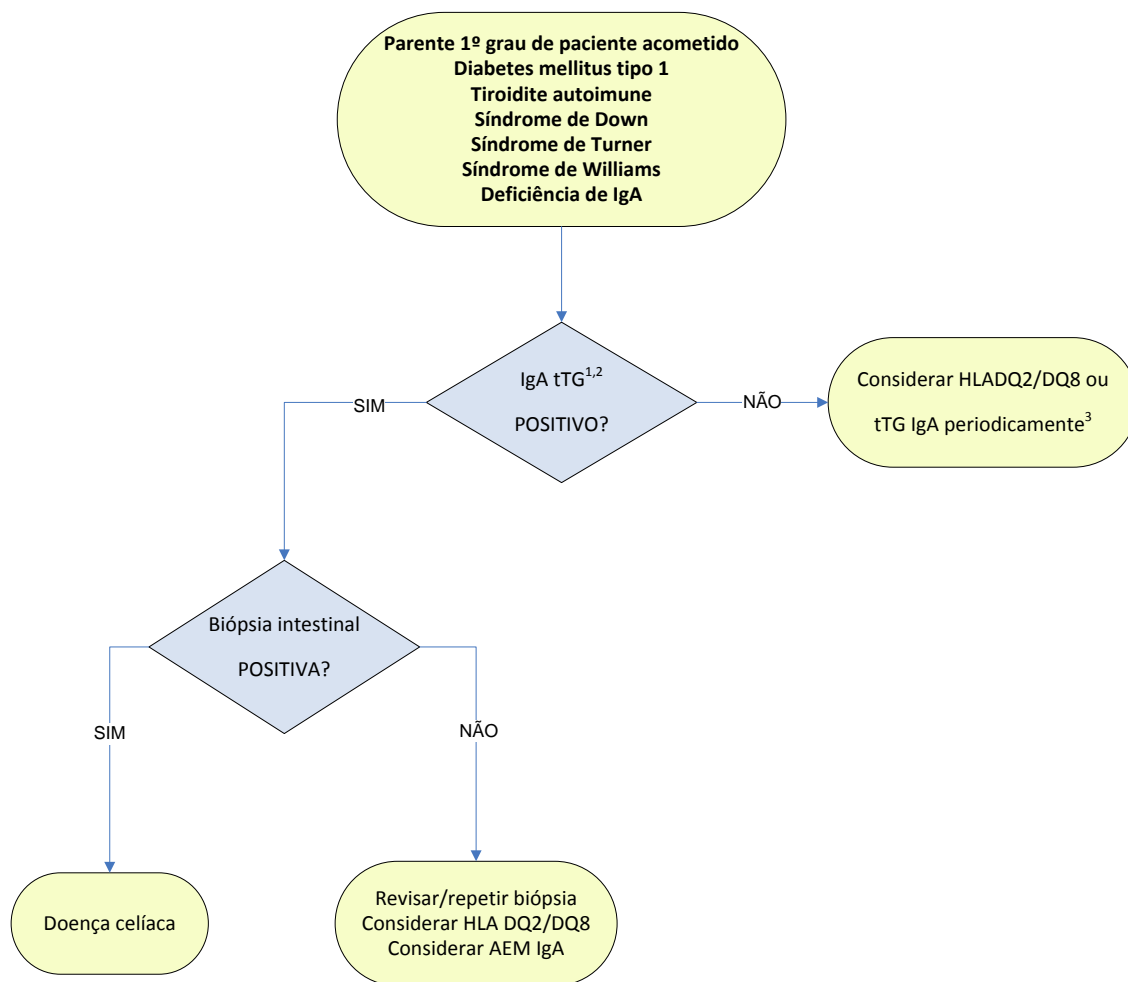 Parente 1º grau de paciente acometido
Diabetes mellitus tipo 1
Tiroidite autoimune
Síndrome de Down
Síndrome de Turner
Síndrome de Williams
Deficiência de IgA
IgA tTG1,2
POSITIVO?
SIM
NÃO
Considerar HLADQ2/DQ8 ou
tTG IgA periodicamente3
Biópsia intestinal
POSITIVA?
SIM
NÃO
Doença celíaca
Revisar/repetir biópsia
Considerar HLA DQ2/DQ8
Considerar AEM IgA